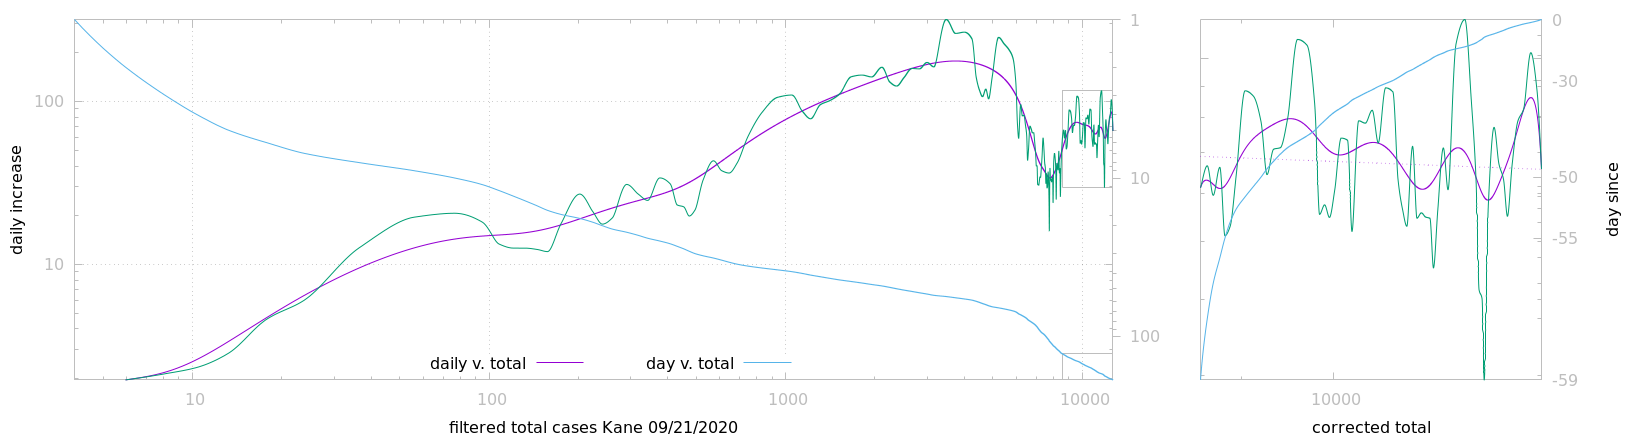 100
10
daily increase
daily v. total
day v. total
10
100
1000
10000
filtered total cases Kane 09/21/2020
1
10
100
10000
corrected total
0
-30
-50
-55
-59
day since